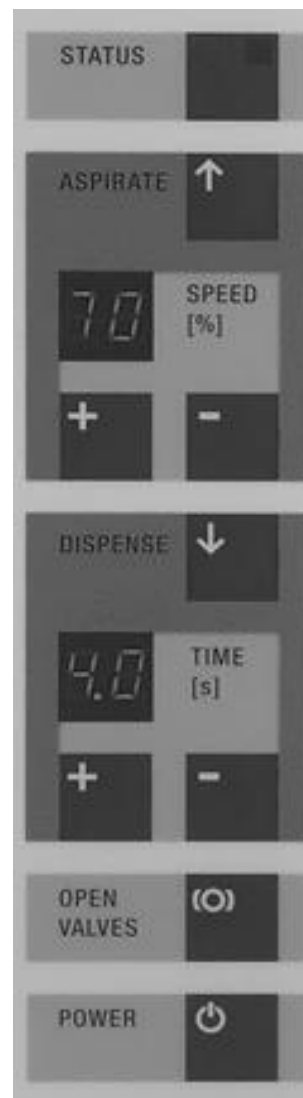 STATUS
ASPIRATE ↑
70 SPEED
[%]
+ -
DISPENSE ↓
4.0 TIME
[s]
+ -
OPEN
VALVES
POWER